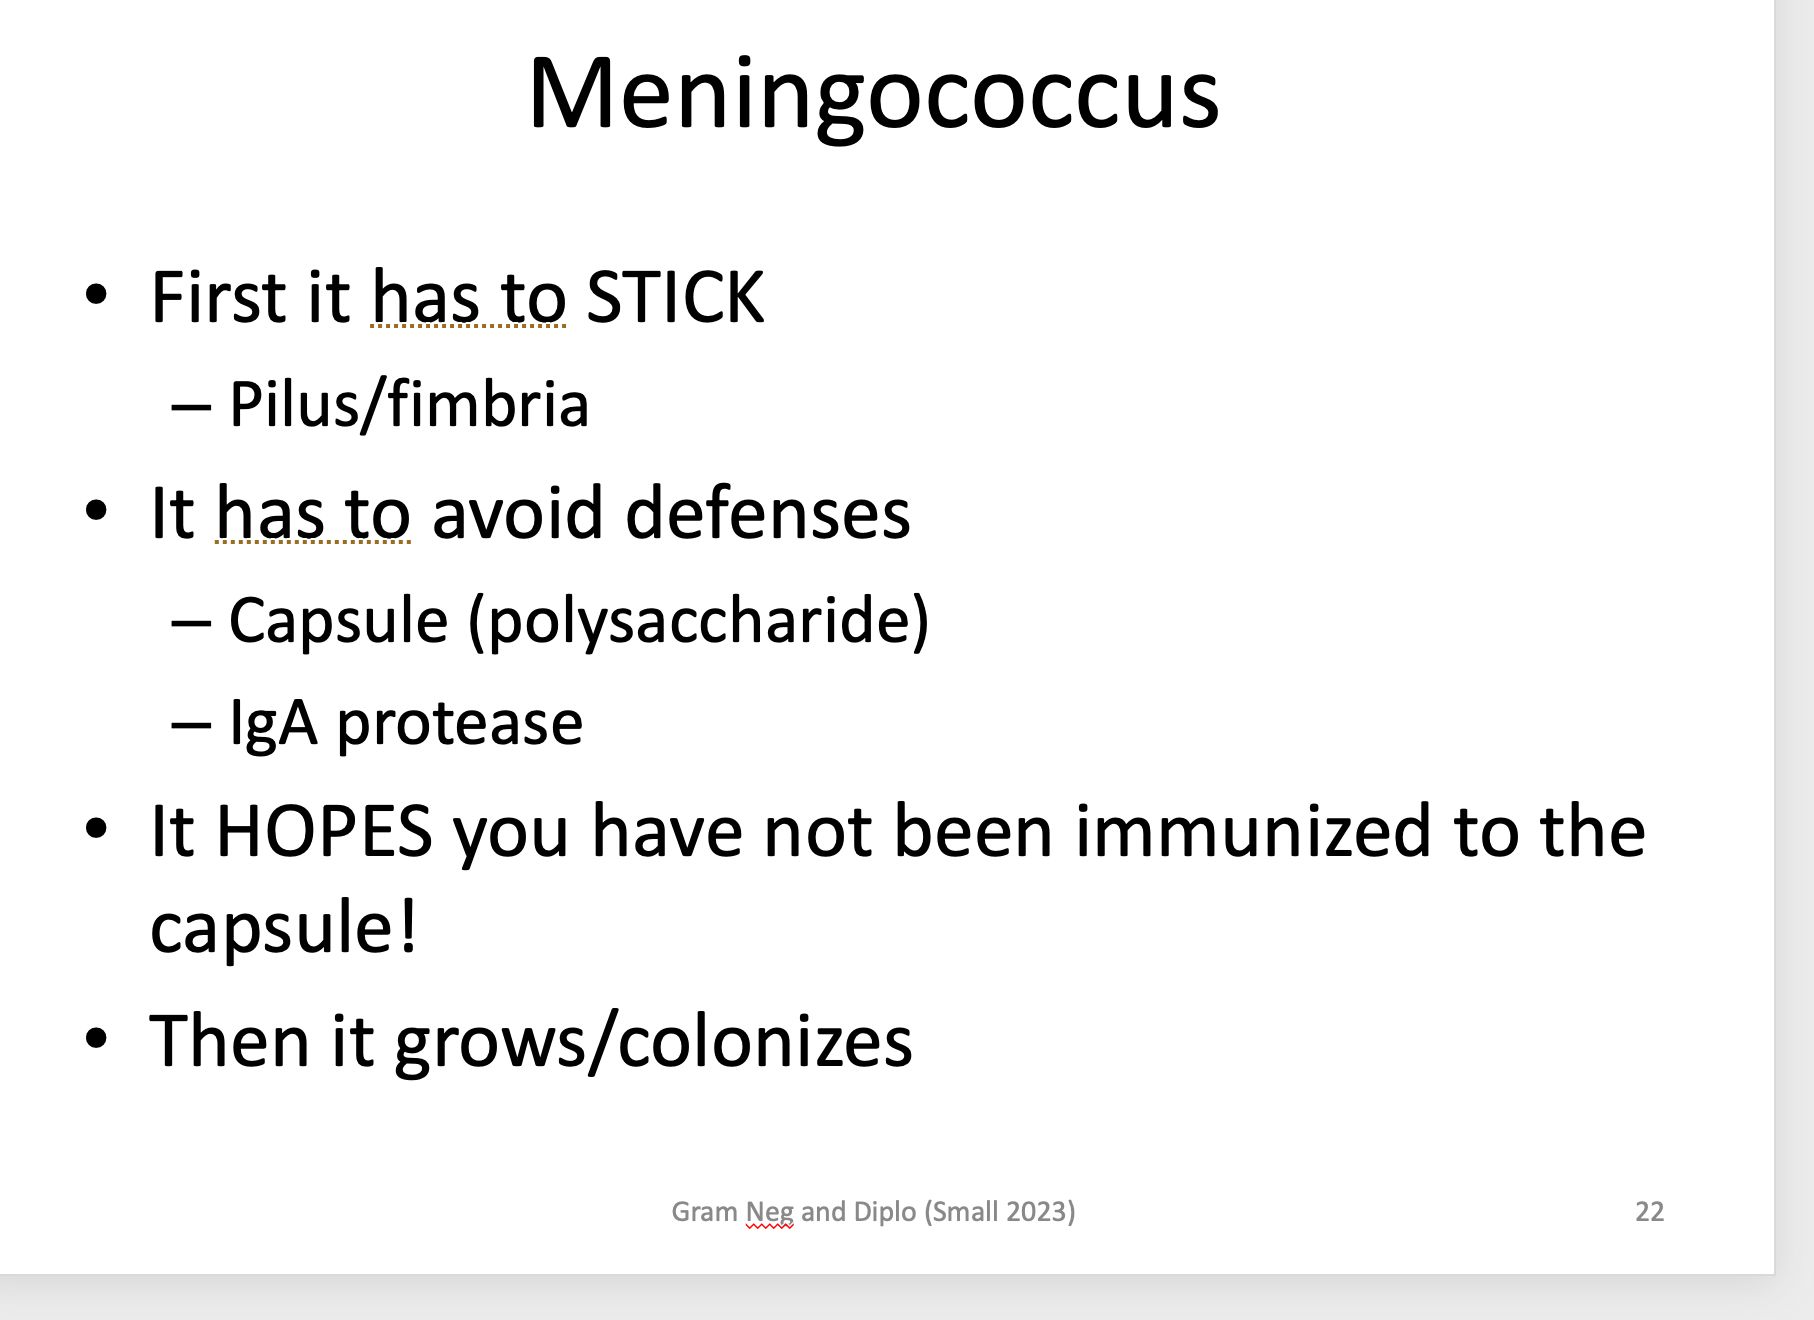 Meningococcus
• First it has to STICK
– Pilus/fimbria
• It has to avoid defenses
– Capsule (polysaccharide)
– IgA protease
• It HOPES you have not been immunized to the
capsule!
• Then it grows/colonizes
Gram Neg and Diplo (Small 2023)
22